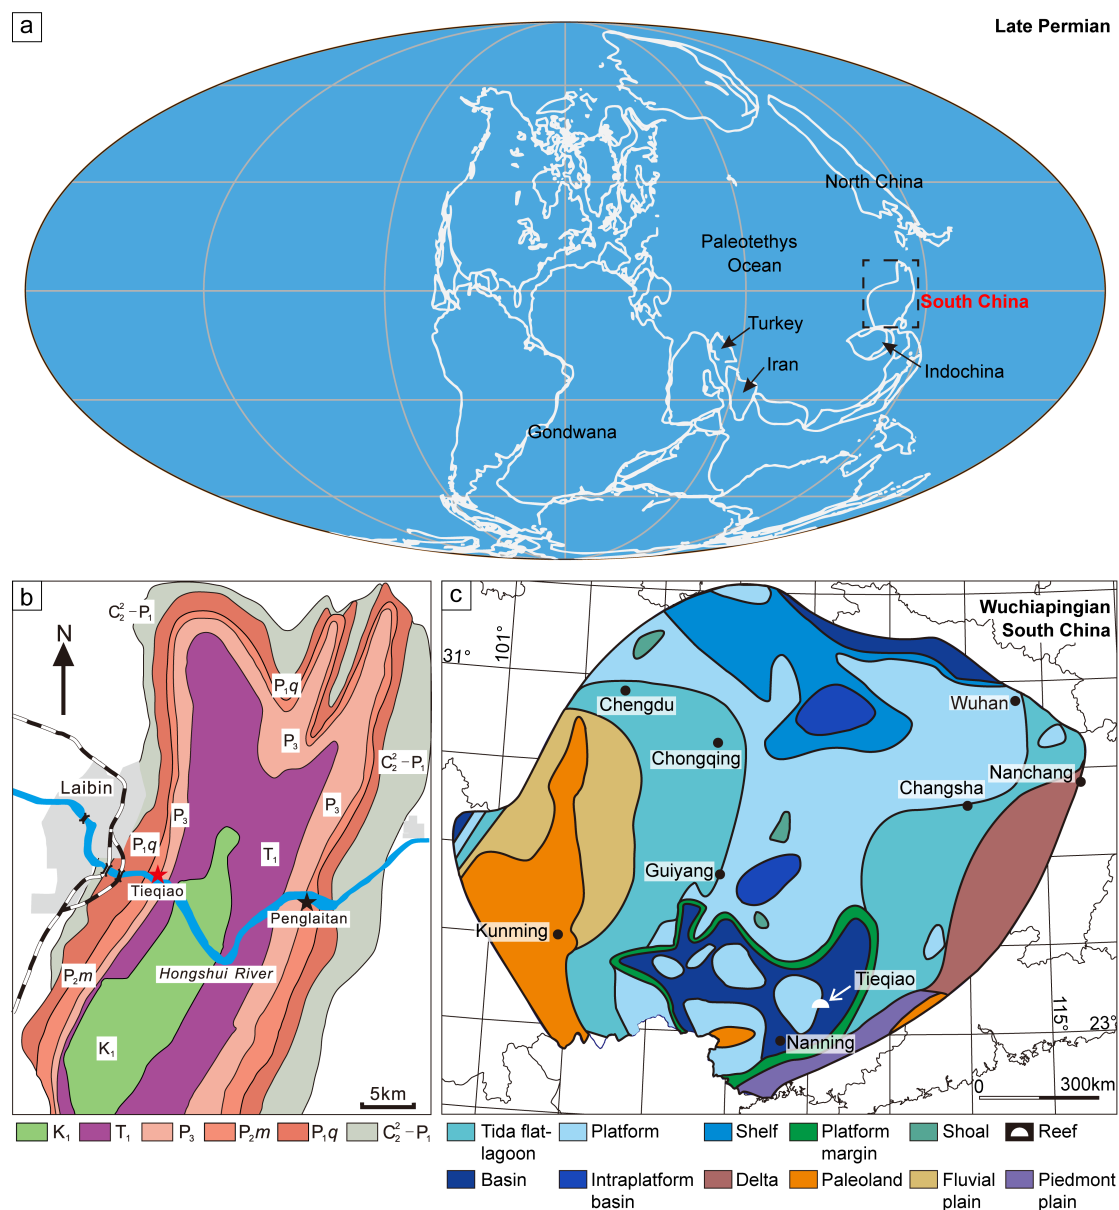 a
Late Permian
North China
Paleotethys
Ocean
South China
Turkey
Iran
Indochina
Gondwana
b
C²₂−P₁
N
P₁q
P₃
C²₂−P₁
Laibin
P₃
P₃
P₁q
T₁
Tieqiao
Penglaitan
P₂m
Hongshui River
K₁
5km
K₁
T₁
P₃
P₂m
P₁q
C²₂−P₁
c
Wuchiapingian
South China
101°
31°
Chengdu
Wuhan
Chongqing
Nanchang
Changsha
Guiyang
Kunming
Tieqiao
115°
23°
Nanning
0
300km
Tida flat-
lagoon
Platform
Shelf
Platform
margin
Shoal
Reef
Basin
Intraplatform
basin
Delta
Paleoland
Fluvial
plain
Piedmont
plain